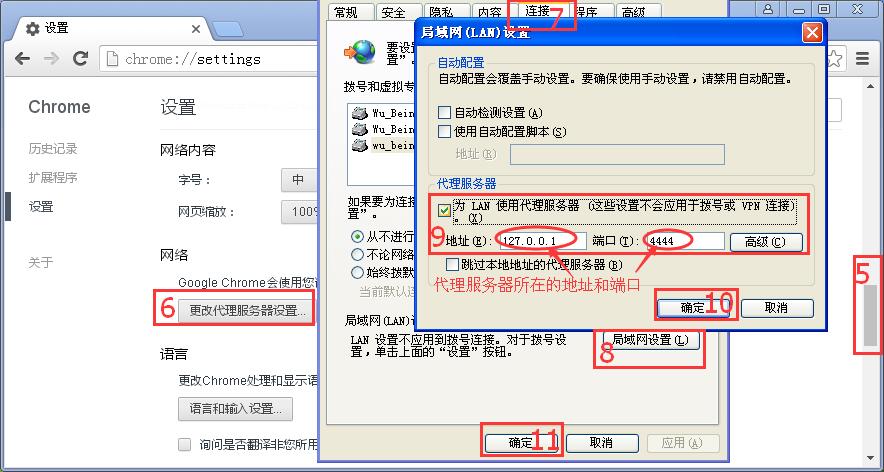 设置
chrome://settings
Chrome
设置
历史记录
扩展程序
设置
关于
网络内容
字号：
中
网页缩放：
100%
网络
Google Chrome会使用您
6
更改代理服务器设置...
语言
更改Chrome处理和显示语
语言和输入设置...
询问是否翻译非您所用
常规
安全
隐私
内容
连接
程序
高级
7
要设
置”。
拨号和虚拟专
Wu_Bein
Wu_Bein
wu_bein
如果要为连接
置”。
从不进行
不论网络
始终拨默
当前默认连
局域网(LAN)
LAN 设置不应用到拨号连接。对于拨号设
置，单击上面的“设置”按钮。
8
局域网设置(L)
确定
11
取消
应用(A)
局域网(LAN)设置
自动配置
自动配置会覆盖手动设置。要确保使用手动设置，请禁用自动配置。
自动检测设置(A)
使用自动配置脚本(S)
地址(R)
代理服务器
为 LAN 使用代理服务器 (这些设置不会应用于拨号或 VPN 连接)
。(X)
9
地址(E):
127.0.0.1
端口(T):
4444
高级(C)
跳过本地地址的代理服务器(B)
代理服务器所在的地址和端口
确定
10
取消
5